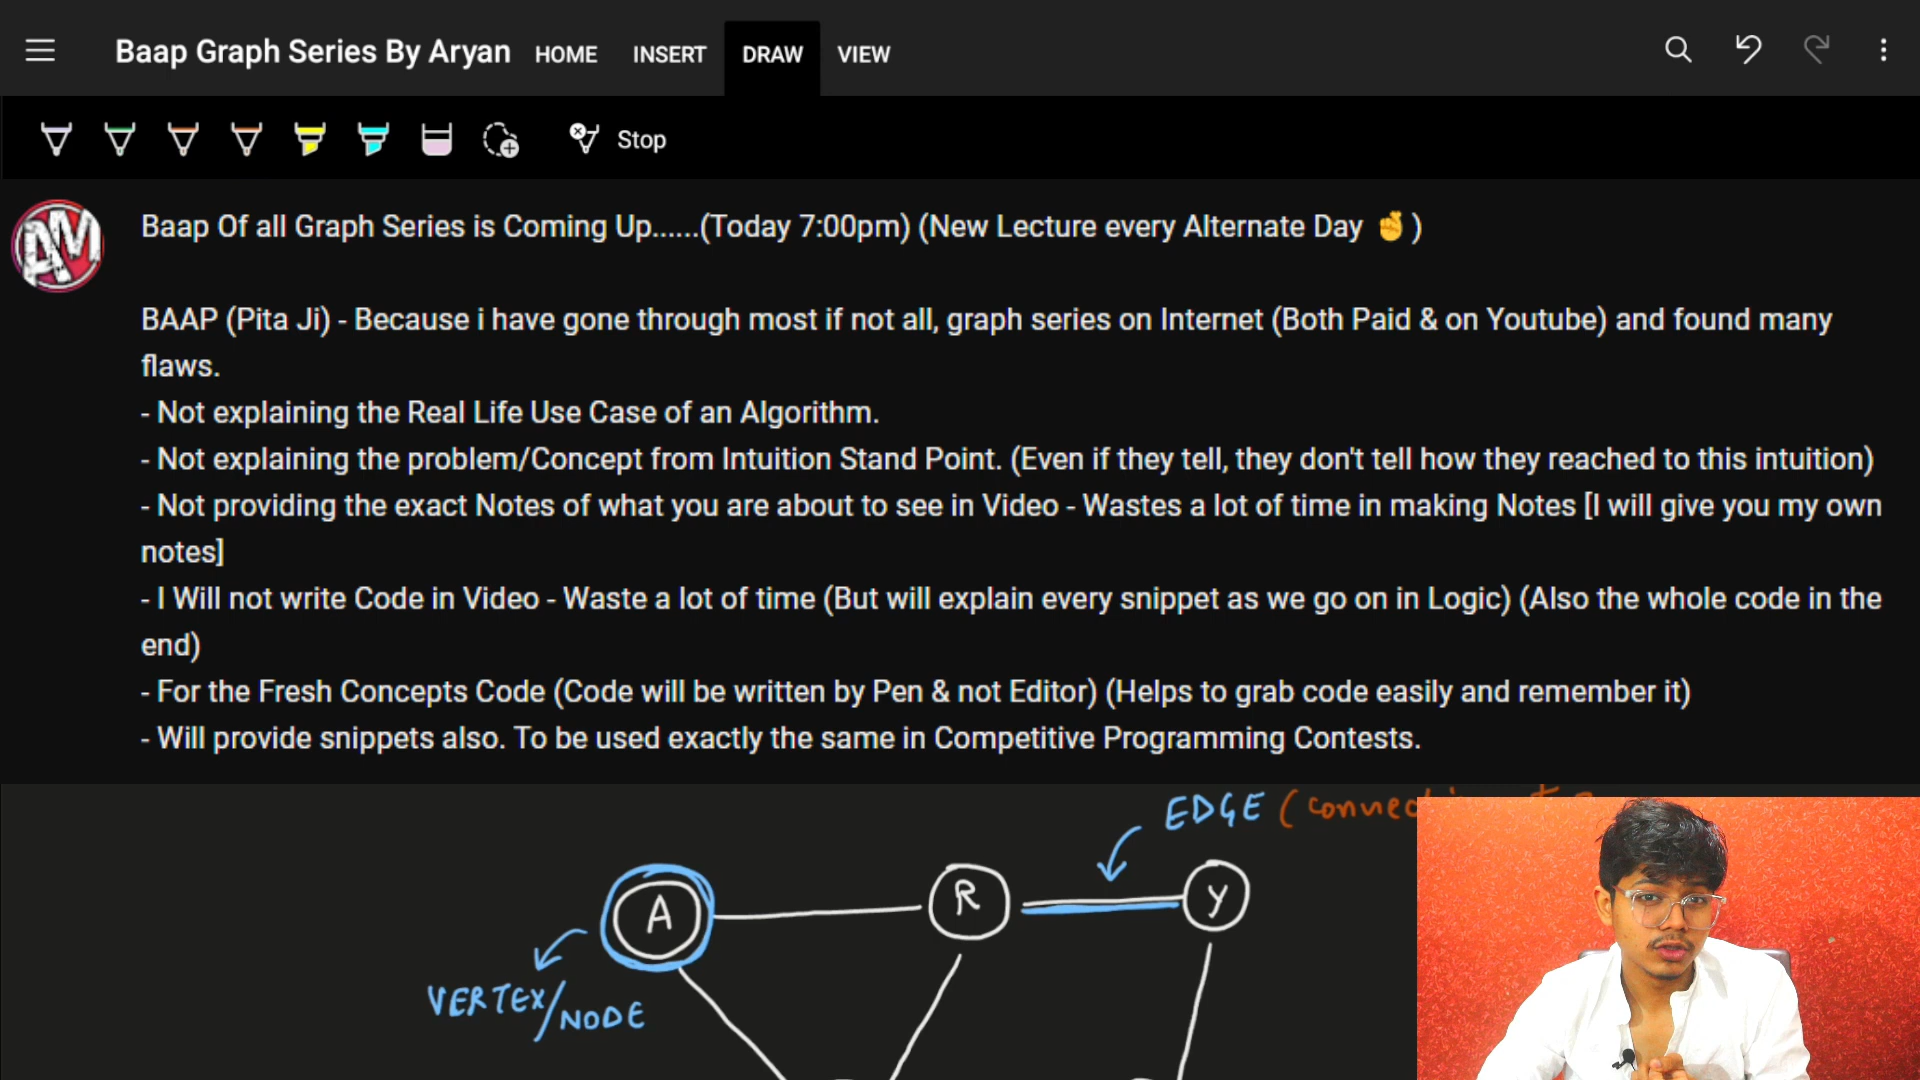 Baap Graph Series By Aryan HOME INSERT DRAW VIEW
Stop
AM
Baap Of all Graph Series is Coming Up......(Today 7:00pm) (New Lecture every Alternate Day 🤞)
BAAP (Pita Ji) - Because i have gone through most if not all, graph series on Internet (Both Paid & on Youtube) and found many
flaws.
- Not explaining the Real Life Use Case of an Algorithm.
- Not explaining the problem/Concept from Intuition Stand Point. (Even if they tell, they don't tell how they reached to this intuition)
- Not providing the exact Notes of what you are about to see in Video - Wastes a lot of time in making Notes [I will give you my own
notes]
- I Will not write Code in Video - Waste a lot of time (But will explain every snippet as we go on in Logic) (Also the whole code in the
end)
- For the Fresh Concepts Code (Code will be written by Pen & not Editor) (Helps to grab code easily and remember it)
- Will provide snippets also. To be used exactly the same in Competitive Programming Contests.
EDGE (
A R Y
VERTEX/NODE